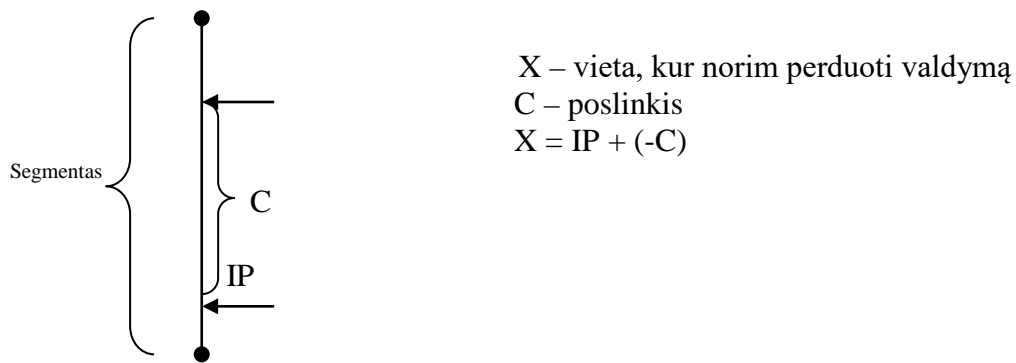 X – vieta, kur norim perduoti valdymą
C – poslinkis
X = IP + (-C)
Segmentas
C
IP